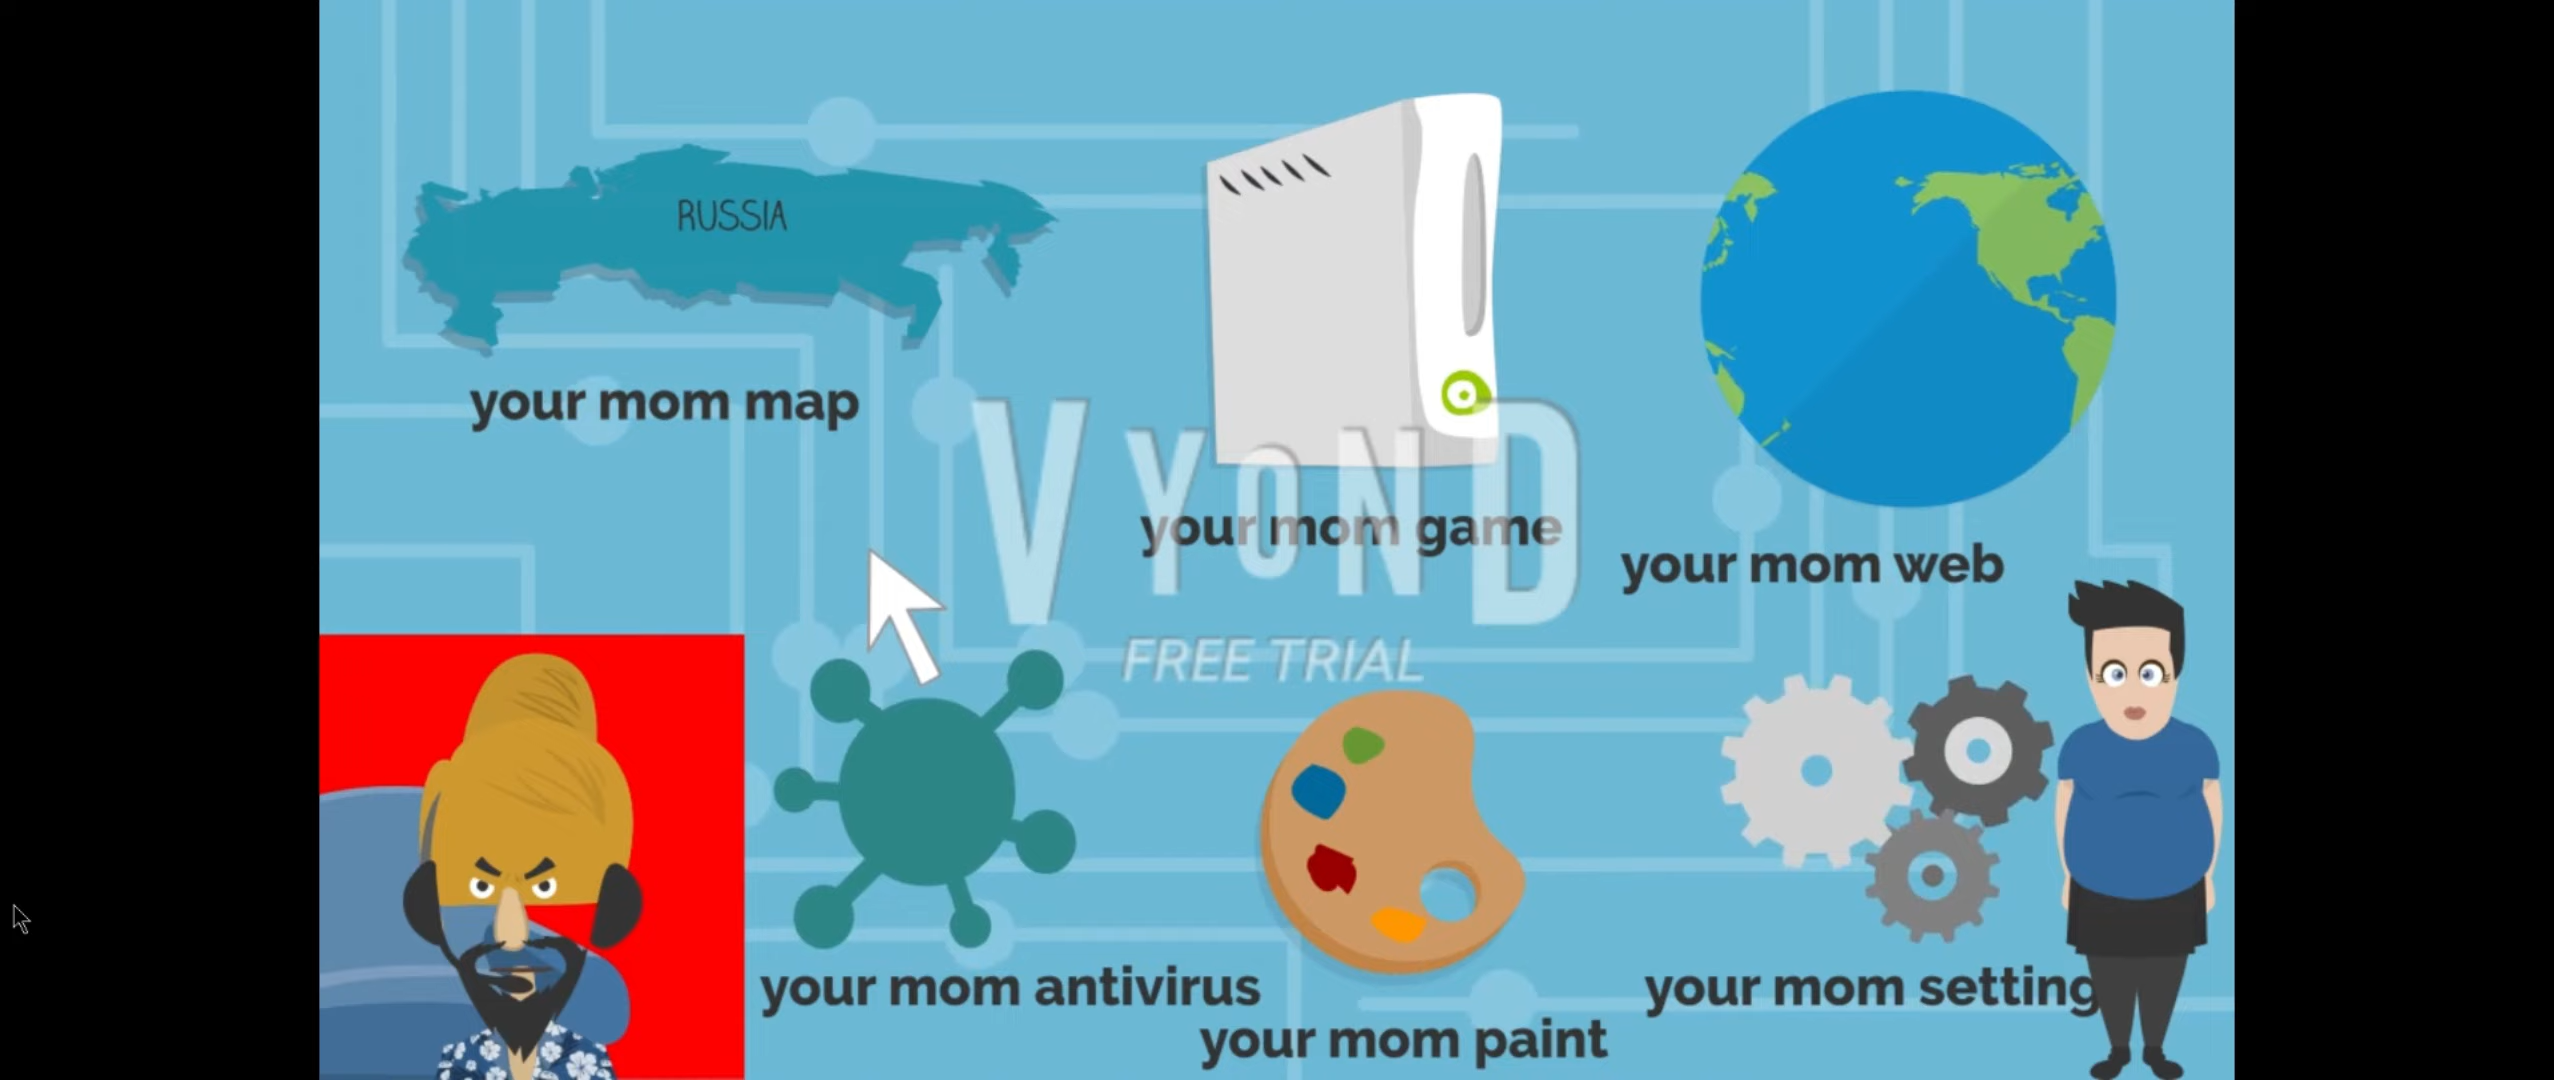 RUSSIA
your mom map
your mom game
your mom web
VYOND
FREE TRIAL
your mom antivirus
your mom paint
your mom setting